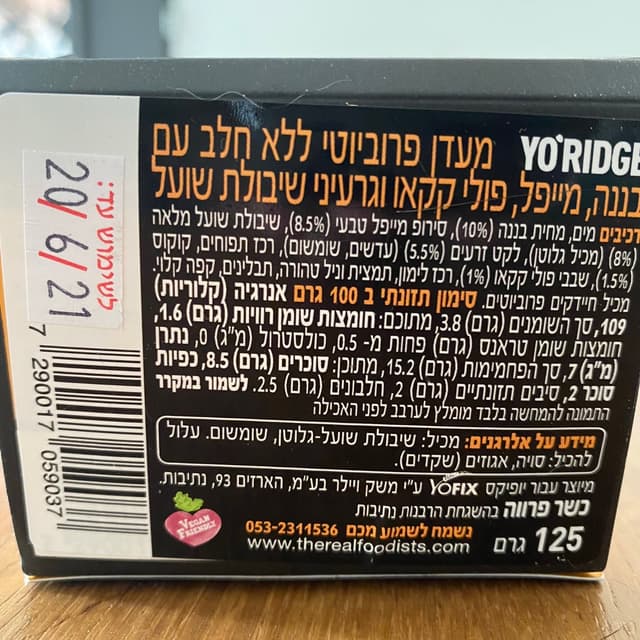 YO'RIDGE מעדן פרוביוטי ללא חלב עם
בננה, מייפל, פולי קקאו וגרעיני שיבולת שועל
רכיבים מים, מחית בננה (10%), סירופ מייפל טבעי (8.5%), שיבולת שועל מלאה
(8%) (מכיל גלוטן), לקט זרעים (5.5%) (עדשים, שומשום), רכז תפוחים, קוקוס
(1.5%), שבבי פולי קקאו (1%), רכז לימון, תמצית וניל טהורה, תבלינים, קפה קלוי.
מכיל חיידקים פרוביוטים. סימון תזונתי ב 100 גרם אנרגיה (קלוריות)
109, סך השומנים (גרם) 3.8, מתוכם: חומצות שומן רוויות (גרם) 1.6,
חומצות שומן טראנס (גרם) פחות מ- 0.5, כולסטרול (מ"ג) 0, נתרן
(מ"ג) 7, סך הפחמימות (גרם) 15.2, מתוכן: סוכרים (גרם) 8.5, כפיות
סוכר 2, סיבים תזונתיים (גרם) 2, חלבונים (גרם) 2.5. לשמור במקרר
התמונה להמחשה בלבד מומלץ לערבב לפני האכילה
מידע על אלרגנים: מכיל: שיבולת שועל-גלוטן, שומשום. עלול
להכיל: סויה, אגוזים (שקדים).
מיוצר עבור יופיקס YOFIX ע"י משק ויילר בע"מ, הארזים 93, נתיבות.
כשר פרווה בהשגחת הרבנות נתיבות
125 גרם
נשמח לשמוע מכם 053-2311536
www.therealfoodists.com
VEGAN
FRIENDLY
לשימוש עד:
20/6/21
7 290017 059037